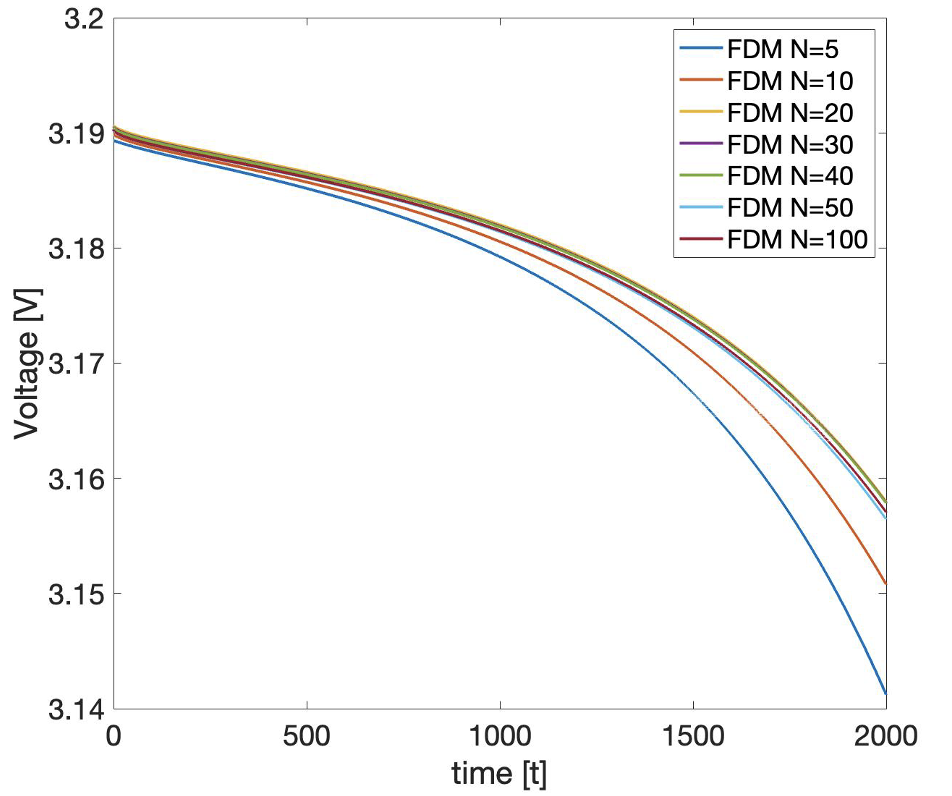 3.2
3.19
3.18
3.17
3.16
3.15
3.14
Voltage [V]
FDM N=5
FDM N=10
FDM N=20
FDM N=30
FDM N=40
FDM N=50
FDM N=100
0 500 1000 1500 2000
time [t]